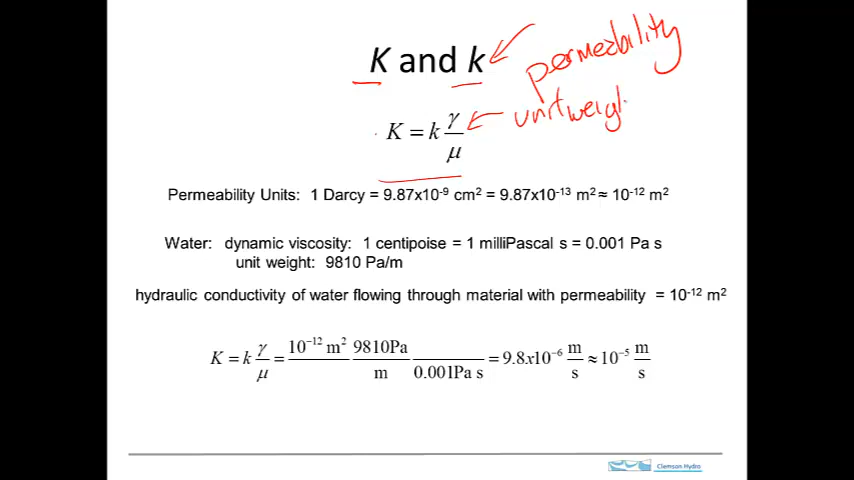 permeability
K and k
unitweigh
K = k γ/μ
Permeability Units: 1 Darcy = 9.87x10⁻⁹ cm² = 9.87x10⁻¹³ m² ≈ 10⁻¹² m²
Water: dynamic viscosity: 1 centipoise = 1 milliPascal s = 0.001 Pa s
unit weight: 9810 Pa/m
hydraulic conductivity of water flowing through material with permeability = 10⁻¹² m²
K = k γ/μ = 10⁻¹² m² 9810Pa/m /0.001Pa s = 9.8x10⁻⁶ m/s ≈ 10⁻⁵ m/s
Clemson Hydro